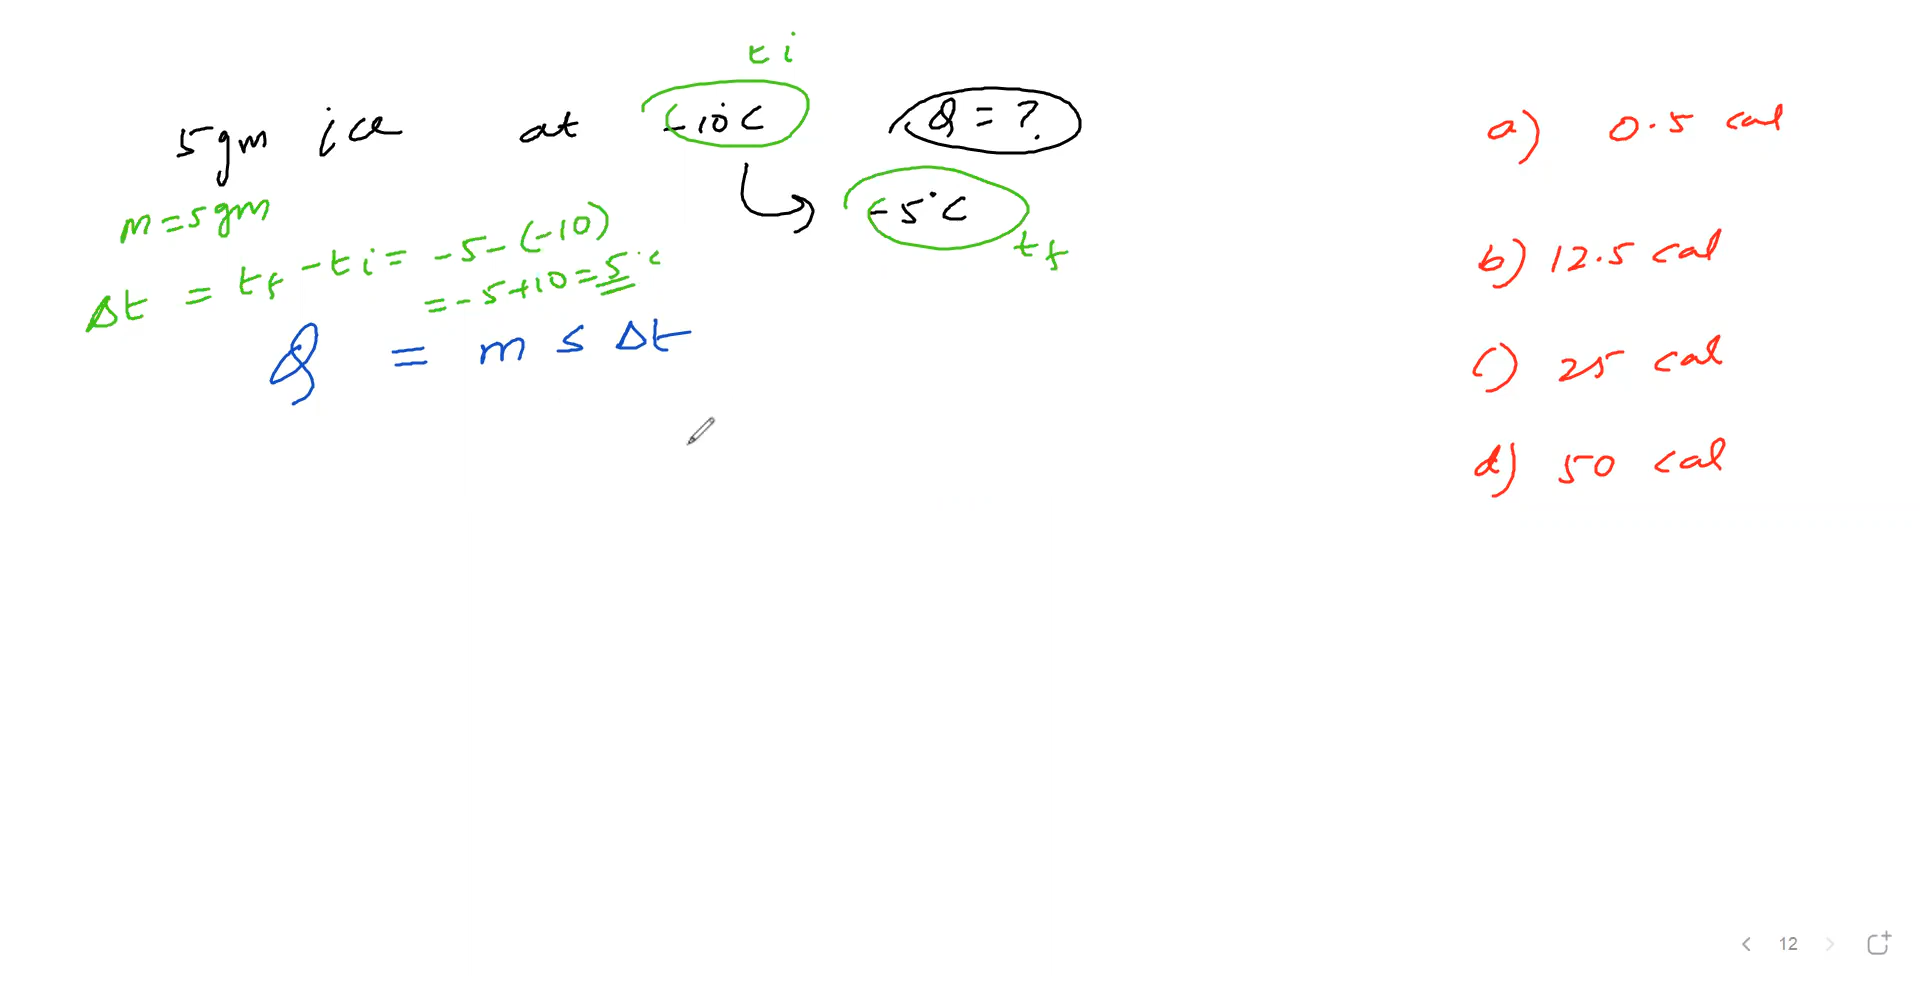 ti
5gm ice at -10°C Q = ?
-5°C
tf
m = 5gm
Δt = tf - ti = -5 - (-10)
= -5 + 10 = 5°C
Q = m s Δt
a) 0.5 cal
b) 12.5 cal
c) 25 cal
d) 50 cal
12